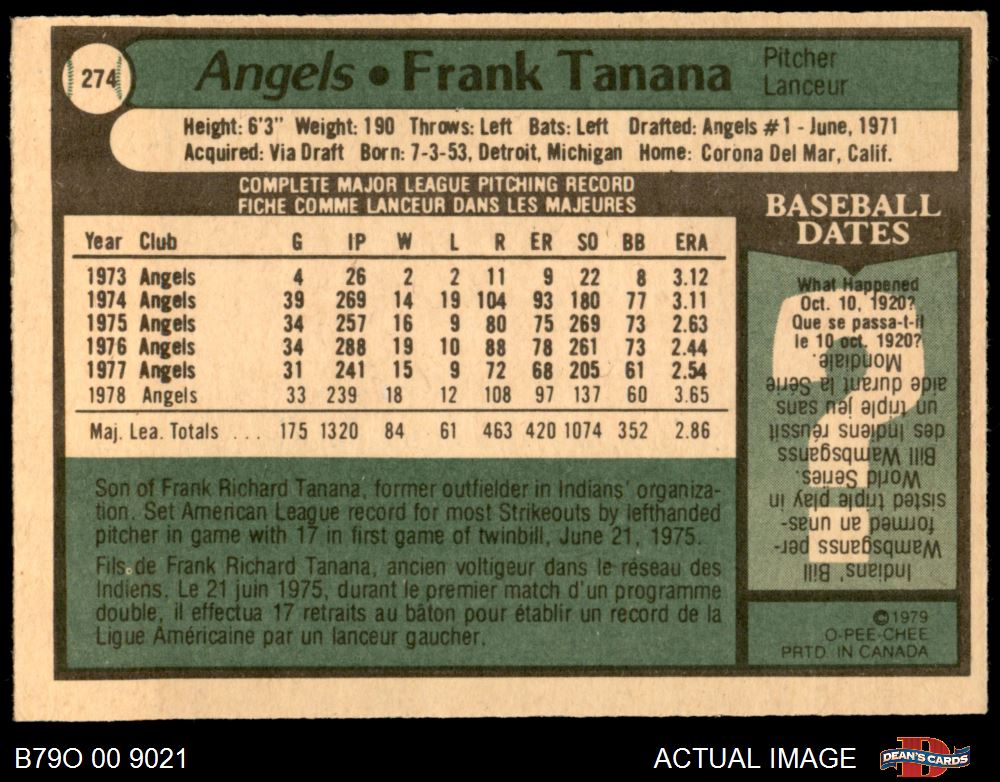 274
Angels • Frank Tanana
Pitcher
Lanceur
Height: 6'3" Weight: 190 Throws: Left Bats: Left Drafted: Angels #1 - June, 1971
Acquired: Via Draft Born: 7-3-53, Detroit, Michigan Home: Corona Del Mar, Calif.
COMPLETE MAJOR LEAGUE PITCHING RECORD
FICHE COMME LANCEUR DANS LES MAJEURES
Year Club G IP W L R ER SO BB ERA
1973 Angels 4 26 2 2 11 9 22 8 3.12
1974 Angels 39 269 14 19 104 93 180 77 3.11
1975 Angels 34 257 16 9 80 75 269 73 2.63
1976 Angels 34 288 19 10 88 78 261 73 2.44
1977 Angels 31 241 15 9 72 68 205 61 2.54
1978 Angels 33 239 18 12 108 97 137 60 3.65
Maj. Lea. Totals ... 175 1320 84 61 463 420 1074 352 2.86
Son of Frank Richard Tanana, former outfielder in Indians' organiza-
tion. Set American League record for most Strikeouts by lefthanded
pitcher in game with 17 in first game of twinbill, June 21, 1975.
Fils de Frank Richard Tanana, ancien voltigeur dans le réseau des
Indiens. Le 21 juin 1975, durant le premier match d'un programme
double, il effectua 17 retraits au bâton pour établir un record de la
Ligue Américaine par un lanceur gaucher.
BASEBALL
DATES
What Happened
Oct. 10, 1920?
Que se passa-t-il
le 10 oct. 1920?
Indians' Bill
Wambsganss per-
formed an unas-
sisted triple play in
World Series.
Bill Wambsganss
des Indiens réussit
un triple jeu sans
aide durant la Série
Mondiale.
©1979
O-PEE-CHEE
PRTD IN CANADA
B79O 00 9021
ACTUAL IMAGE
DEAN'S CARDS